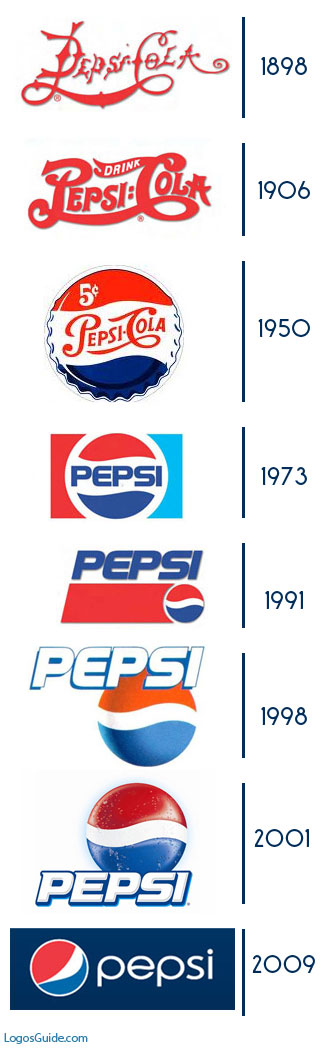 Pepsi-Cola
®
1898
DRINK
PEPSI:COLA
®
1906
5¢
PEPSI-COLA
1950
PEPSI
1973
PEPSI
1991
PEPSI
1998
PEPSI
2001
pepsi
2009
LogosGuide.com